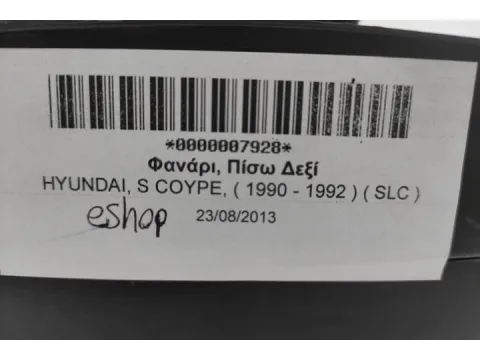 *0000007928*
Φανάρι, Πίσω Δεξί
HYUNDAI, S COYPE, ( 1990 - 1992 ) ( SLC )
eshop 23/08/2013